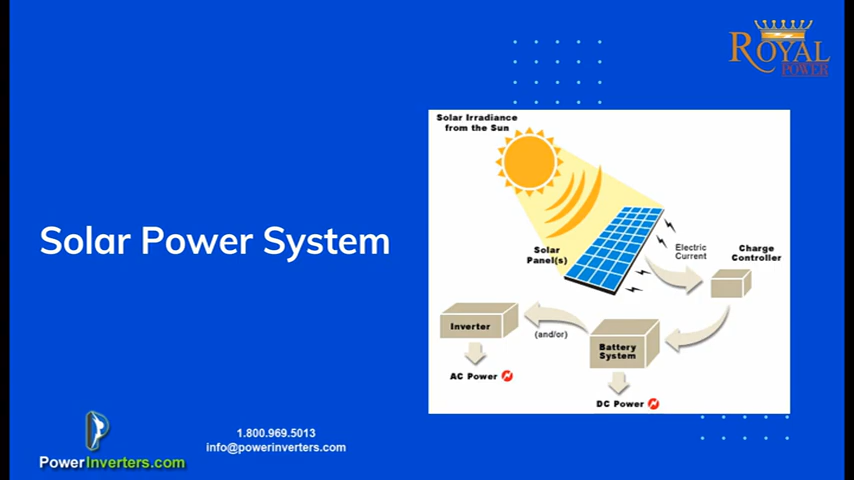 ROYAL
POWER
Solar Irradiance
from the Sun
Solar Power System
Solar
Panel(s)
Electric
Current
Charge
Controller
Inverter
(and/or)
Battery
System
AC Power
DC Power
PowerInverters.com
1.800.969.5013
info@powerinverters.com